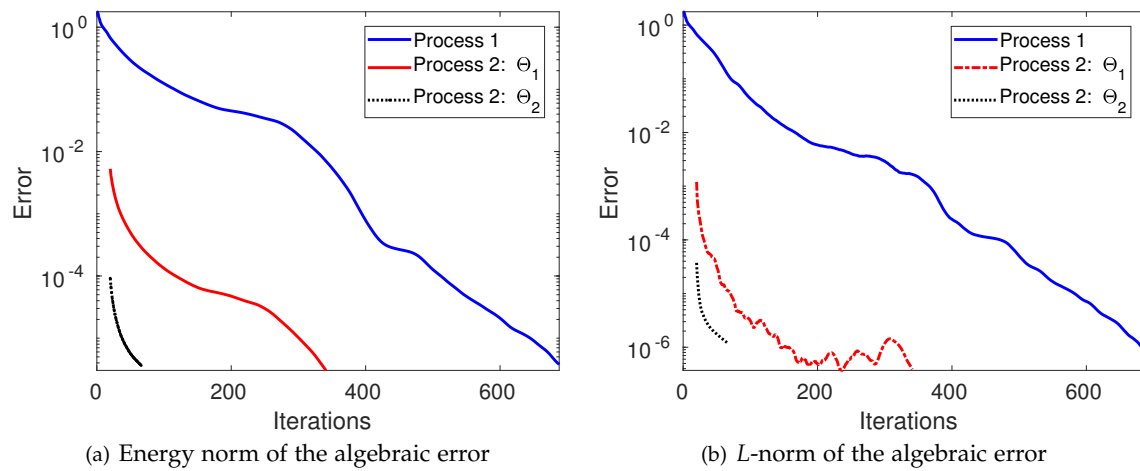 10^0
10^-2
10^-4
Error
0
200
400
600
Iterations
Process 1
Process 2: Θ_1
Process 2: Θ_2
(a) Energy norm of the algebraic error
10^0
10^-2
10^-4
10^-6
Error
0
200
400
600
Iterations
Process 1
Process 2: Θ_1
Process 2: Θ_2
(b) L-norm of the algebraic error